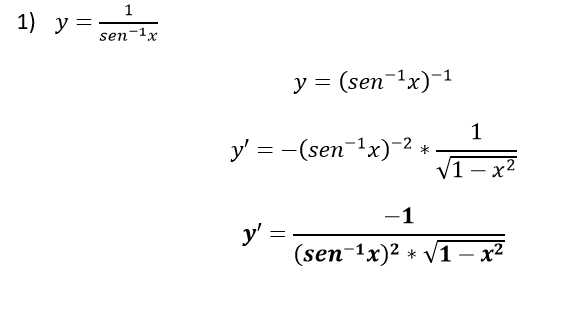 1) y = 1/(sen⁻¹x)
y = (sen⁻¹x)⁻¹
y′ = −(sen⁻¹x)⁻² * 1/√(1 − x²)
y′ = −1/((sen⁻¹x)² * √(1 − x²))